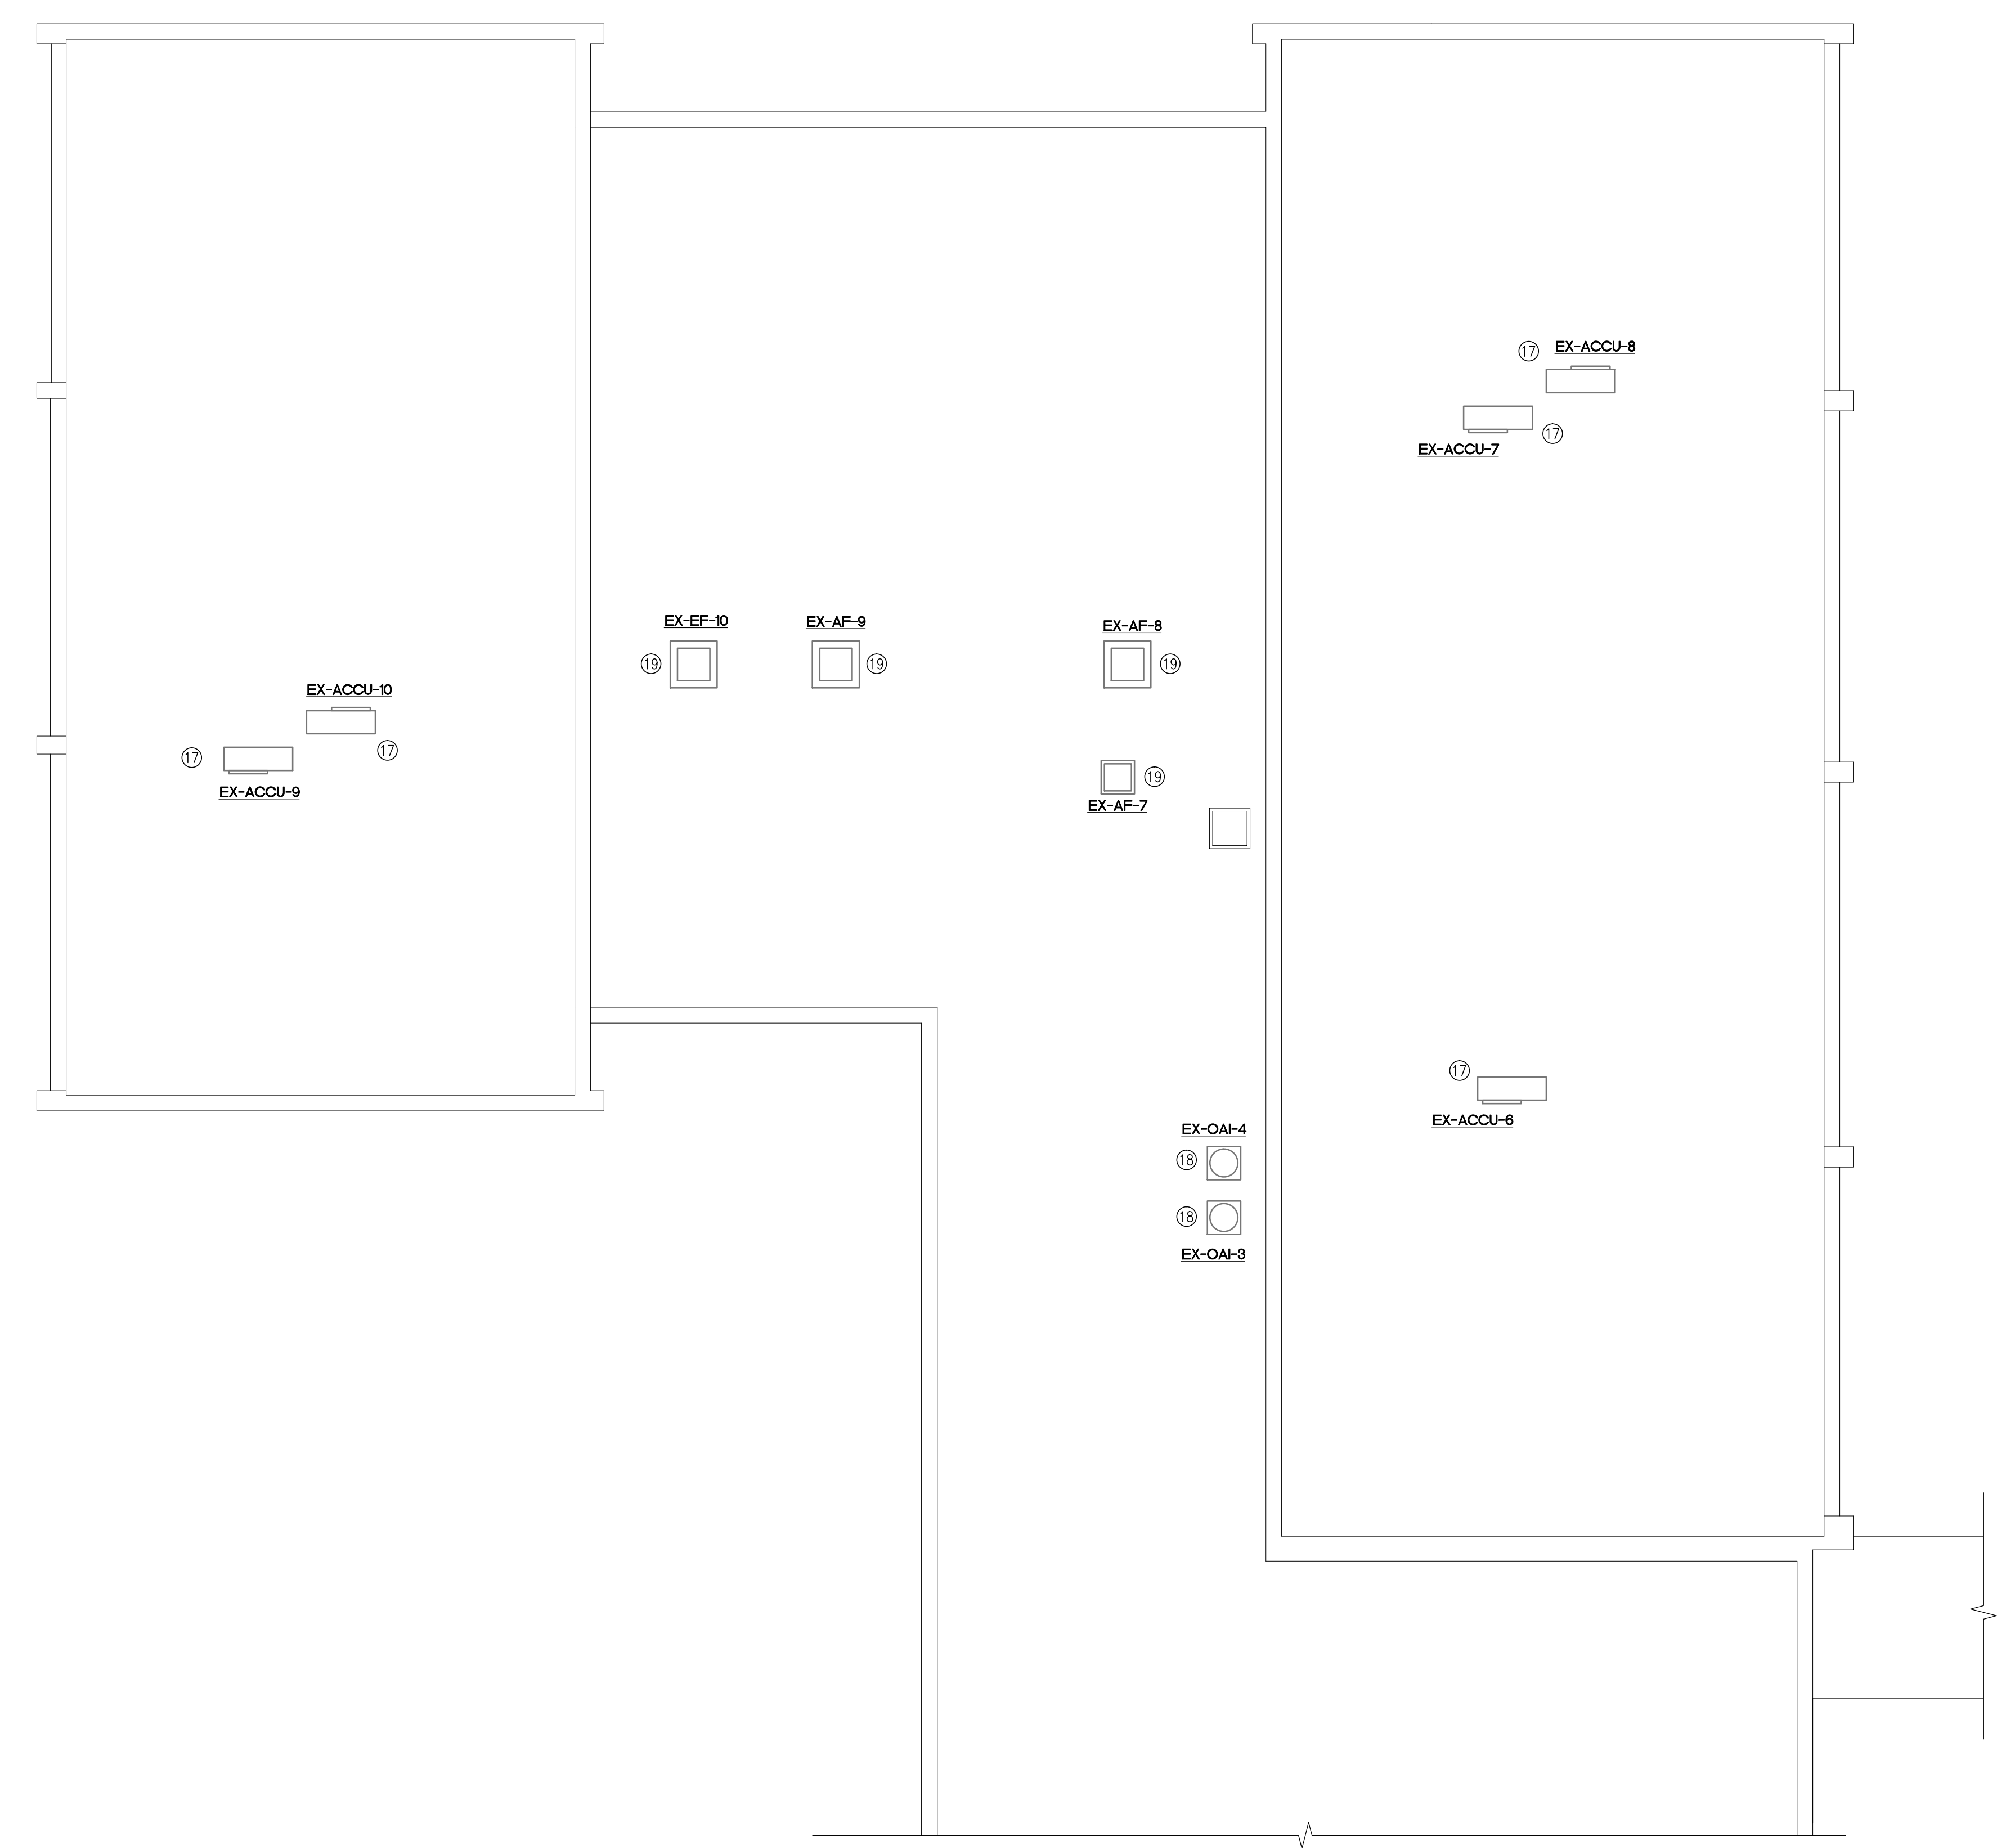 17
EX-ACCU-8
17
EX-ACCU-7
EX-EF-10
19
EX-AF-9
19
EX-AF-8
19
EX-ACCU-10
17
17
EX-ACCU-9
19
EX-AF-7
17
EX-ACCU-6
EX-OAI-4
18
18
EX-OAI-3